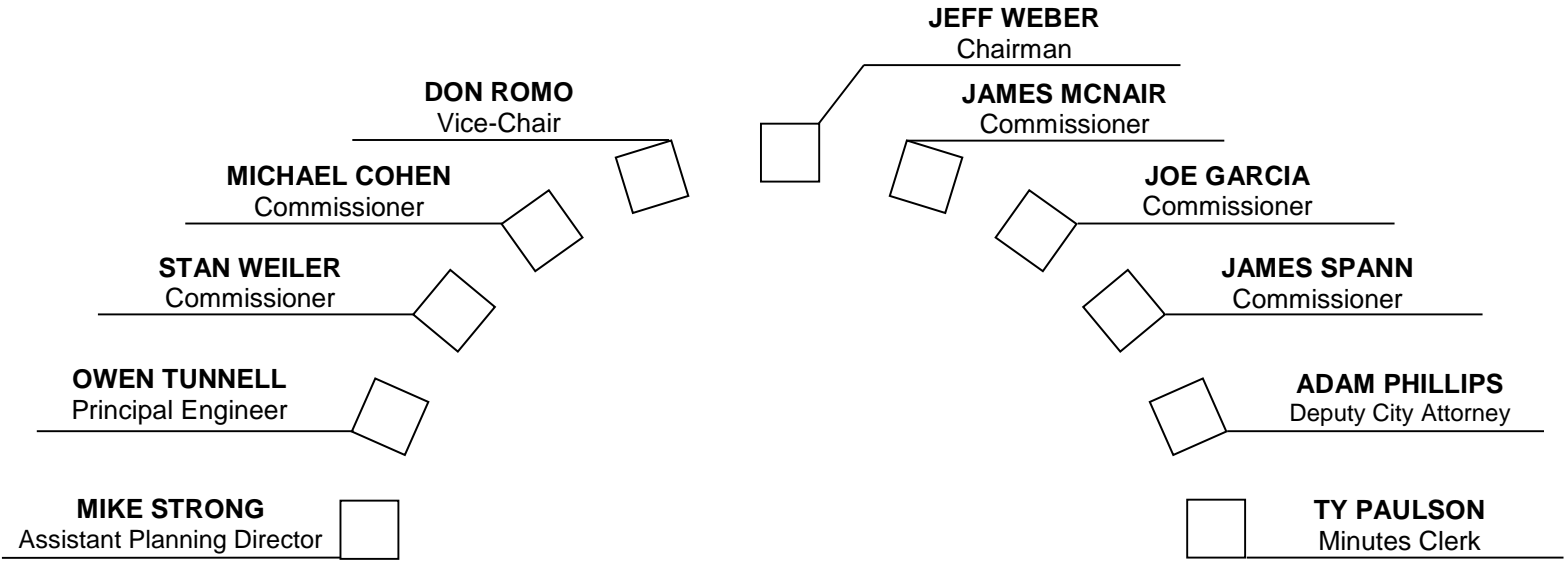 JEFF WEBER
Chairman
DON ROMO
Vice-Chair
JAMES MCNAIR
Commissioner
MICHAEL COHEN
Commissioner
JOE GARCIA
Commissioner
STAN WEILER
Commissioner
JAMES SPANN
Commissioner
OWEN TUNNELL
Principal Engineer
ADAM PHILLIPS
Deputy City Attorney
MIKE STRONG
Assistant Planning Director
TY PAULSON
Minutes Clerk